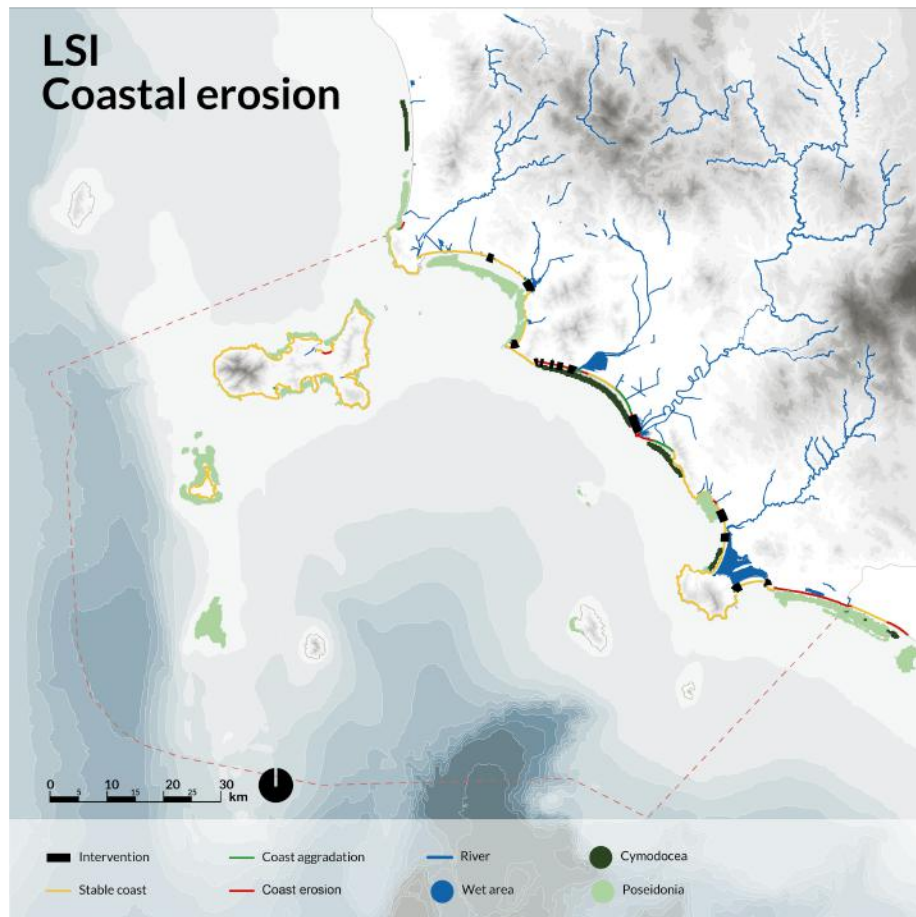 LSI
Coastal erosion
0 5 10 15 20 25 30
km
Intervention Coast aggradation River Cymodocea
Stable coast Coast erosion Wet area Poseidonia